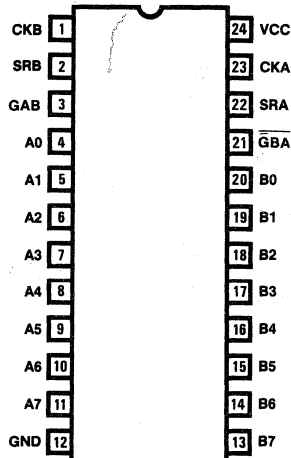 CKB 1 24 VCC
SRB 2 23 CKA
GAB 3 22 SRA
A0 4 21 G̅B̅A̅
A1 5 20 B0
A2 6 19 B1
A3 7 18 B2
A4 8 17 B3
A5 9 16 B4
A6 10 15 B5
A7 11 14 B6
GND 12 13 B7